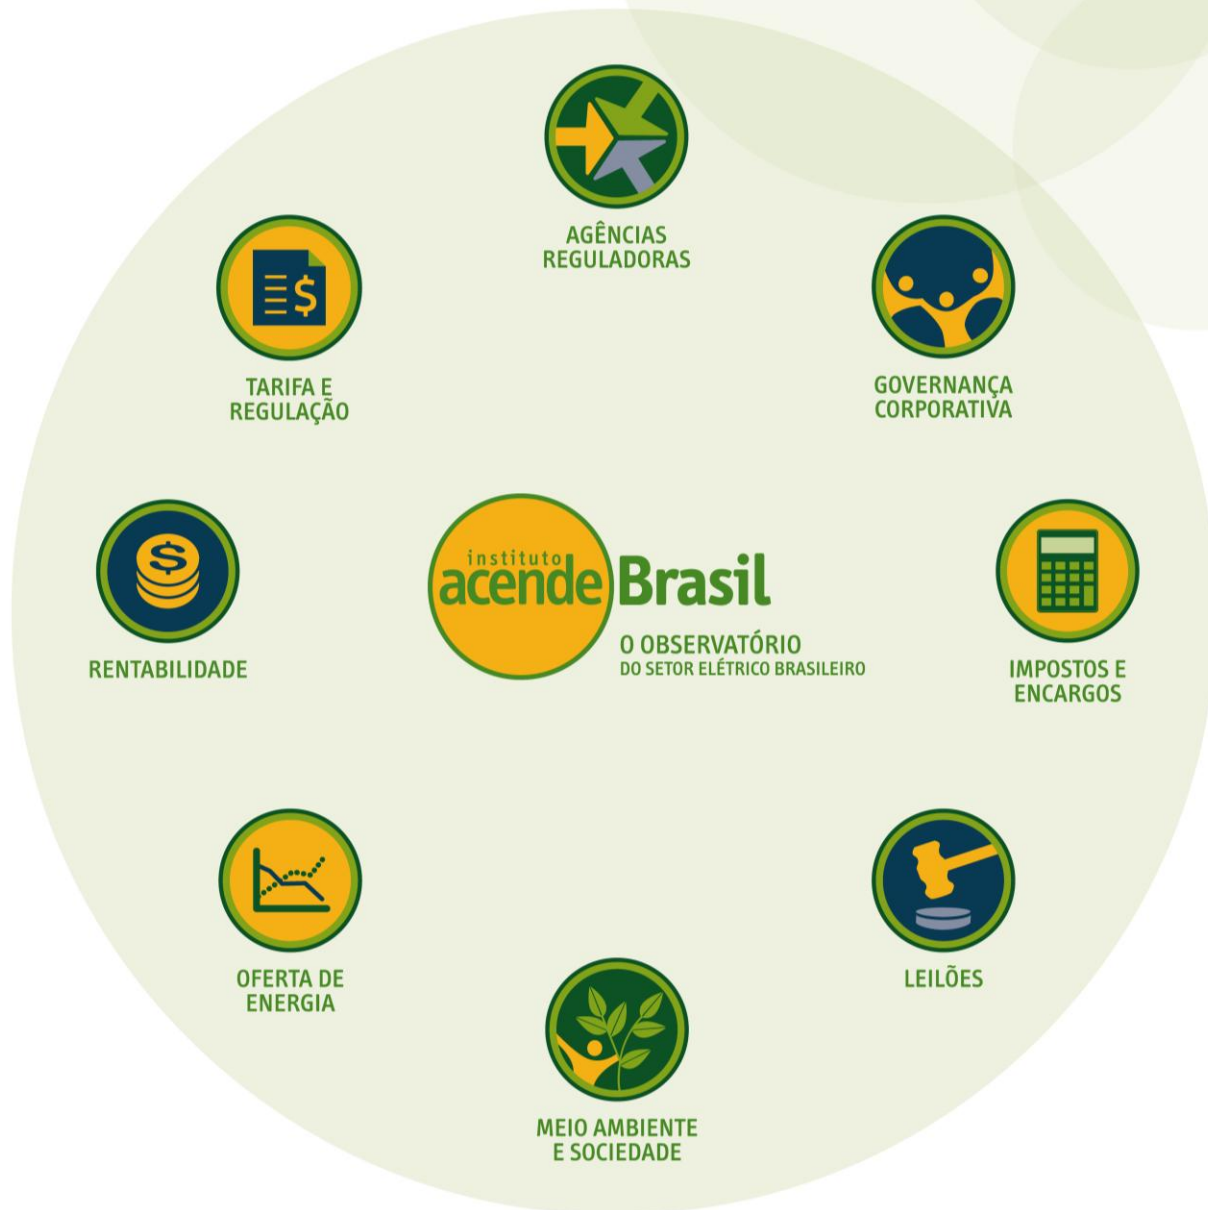 AGÊNCIAS
REGULADORAS
GOVERNANÇA
CORPORATIVA
IMPOSTOS E
ENCARGOS
LEILÕES
MEIO AMBIENTE
E SOCIEDADE
OFERTA DE
ENERGIA
RENTABILIDADE
TARIFA E
REGULAÇÃO
instituto
acende Brasil
O OBSERVATÓRIO
DO SETOR ELÉTRICO BRASILEIRO
$
$